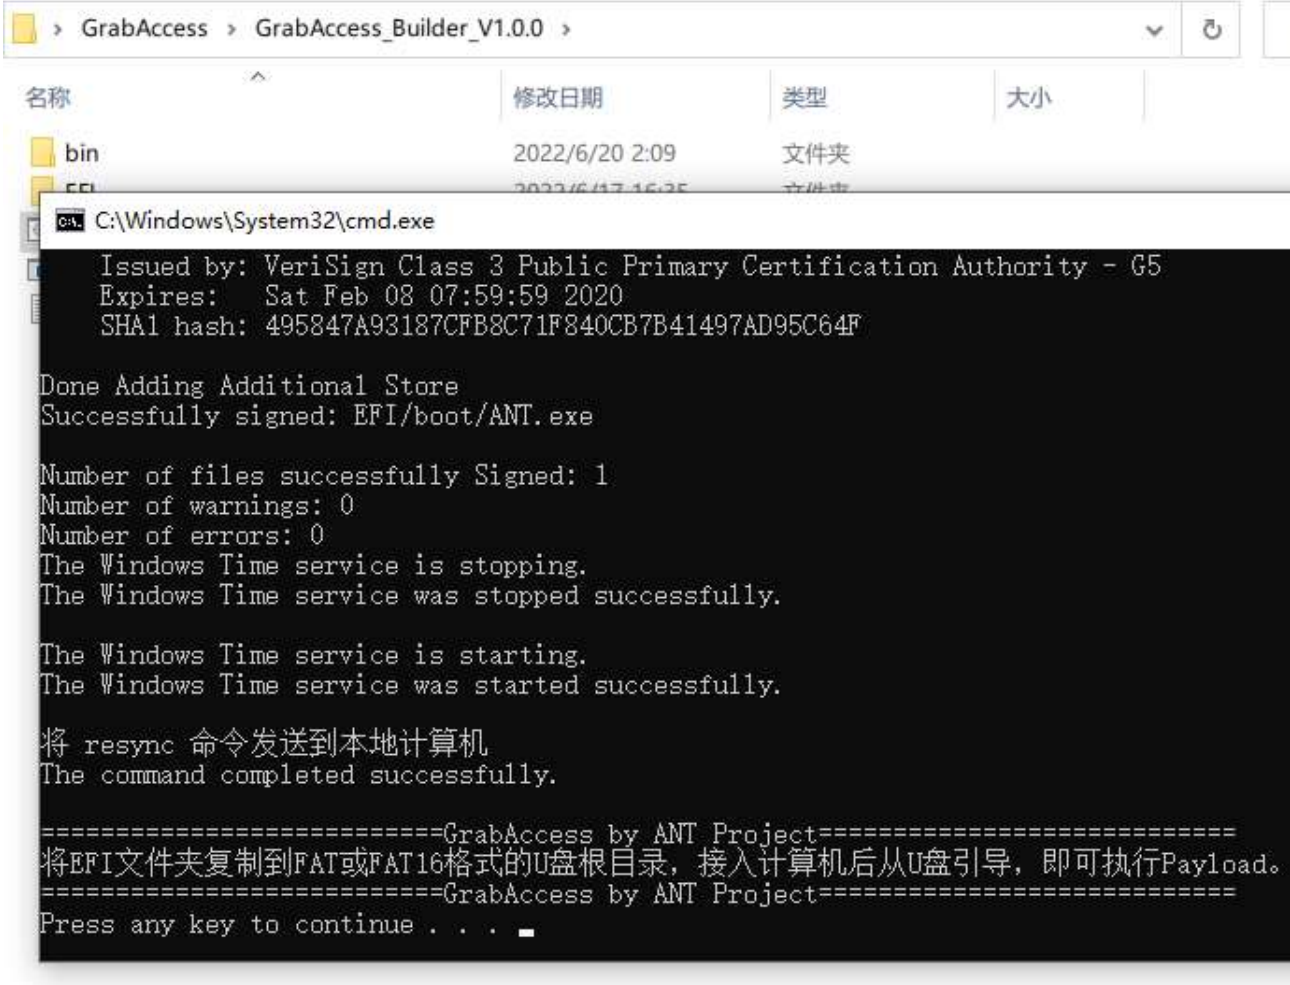 GrabAccess › GrabAccess_Builder_V1.0.0 ›
名称 修改日期 类型 大小
bin 2022/6/20 2:09 文件夹
EFI 2022/6/17 16:35 文件夹
C:\Windows\System32\cmd.exe
Issued by: VeriSign Class 3 Public Primary Certification Authority - G5
Expires: Sat Feb 08 07:59:59 2020
SHA1 hash: 495847A93187CFB8C71F840CB7B41497AD95C64F
Done Adding Additional Store
Successfully signed: EFI/boot/ANT.exe
Number of files successfully Signed: 1
Number of warnings: 0
Number of errors: 0
The Windows Time service is stopping.
The Windows Time service was stopped successfully.
The Windows Time service is starting.
The Windows Time service was started successfully.
将 resync 命令发送到本地计算机
The command completed successfully.
===========================GrabAccess by ANT Project============================
将EFI文件夹复制到FAT或FAT16格式的U盘根目录，接入计算机后从U盘引导，即可执行Payload。
===========================GrabAccess by ANT Project============================
Press any key to continue . . .